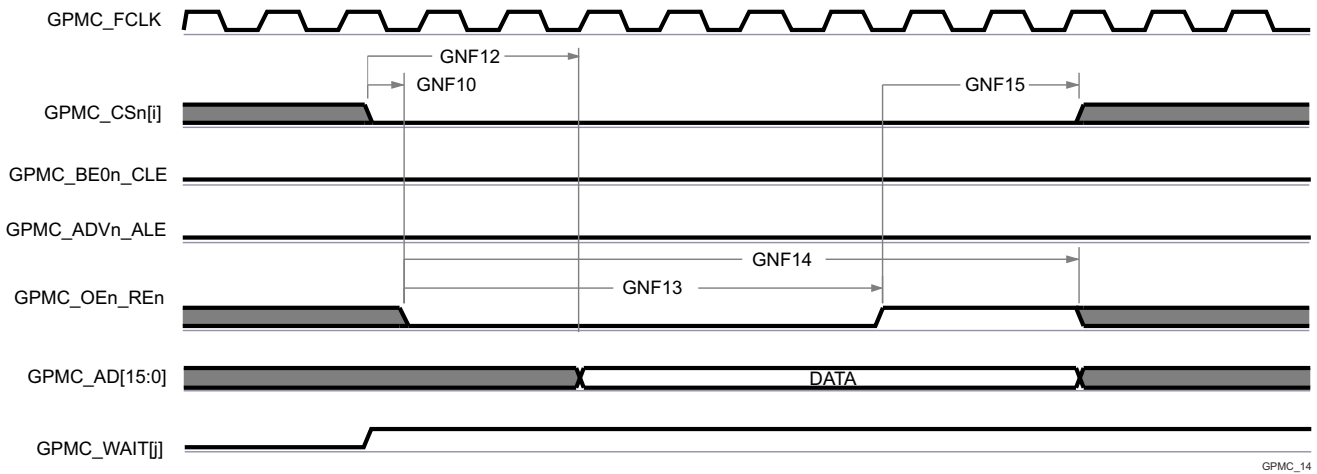 GPMC_FCLK
GNF12
GNF10
GNF15
GPMC_CSn[i]
GPMC_BE0n_CLE
GPMC_ADVn_ALE
GNF14
GNF13
GPMC_OEn_REn
GPMC_AD[15:0]
DATA
GPMC_WAIT[j]
GPMC_14